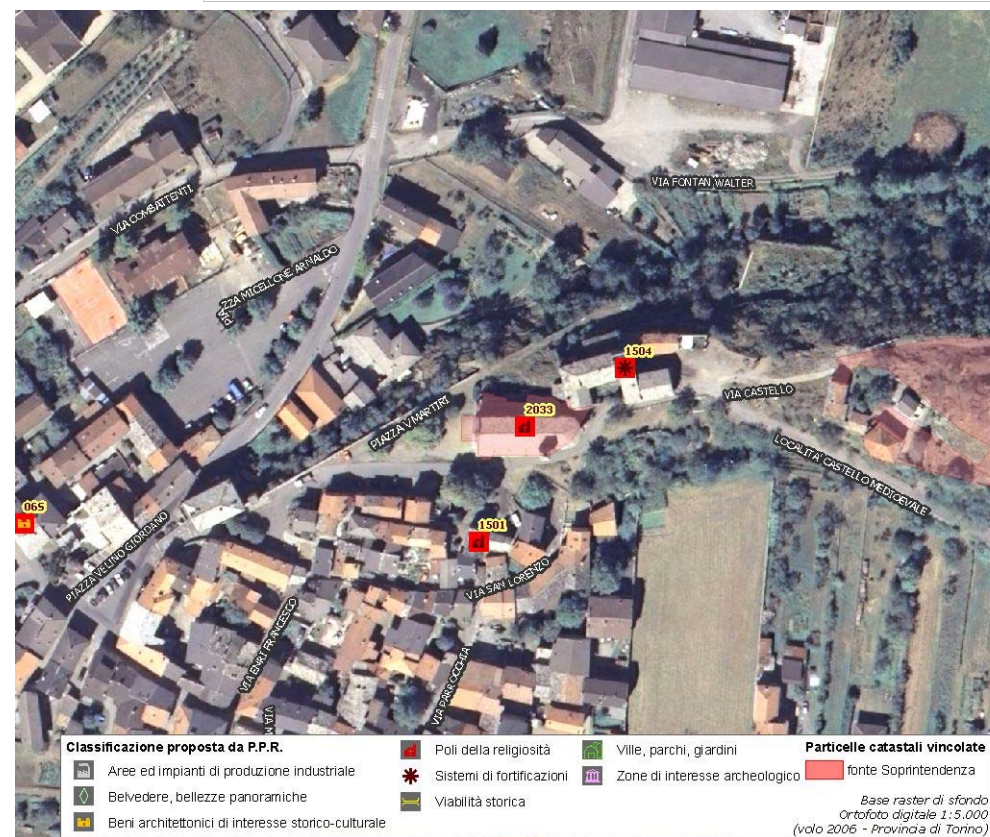 VIA FONTAN WALTER
VIA COMBATTENTI
PIAZZA MICELLONE ARNALDO
1504
VIA CASTELLO
PIAZZA V MARTIRI
2033
LOCALITA' CASTELLO MEDIOEVALE
065
1501
PIAZZA VELINO GIORDANO
VIA SAN LORENZO
VIA ENRI FRANCESCO
VIA PARROCCHIA
VIA M
Classificazione proposta da P.P.R.
Aree ed impianti di produzione industriale
Belvedere, bellezze panoramiche
Beni architettonici di interesse storico-culturale
Poli della religiosità
Sistemi di fortificazioni
Viabilità storica
Ville, parchi, giardini
Zone di interesse archeologico
Particelle catastali vincolate
fonte Soprintendenza
Base raster di sfondo
Ortofoto digitale 1:5.000
(volo 2006 - Provincia di Torino)